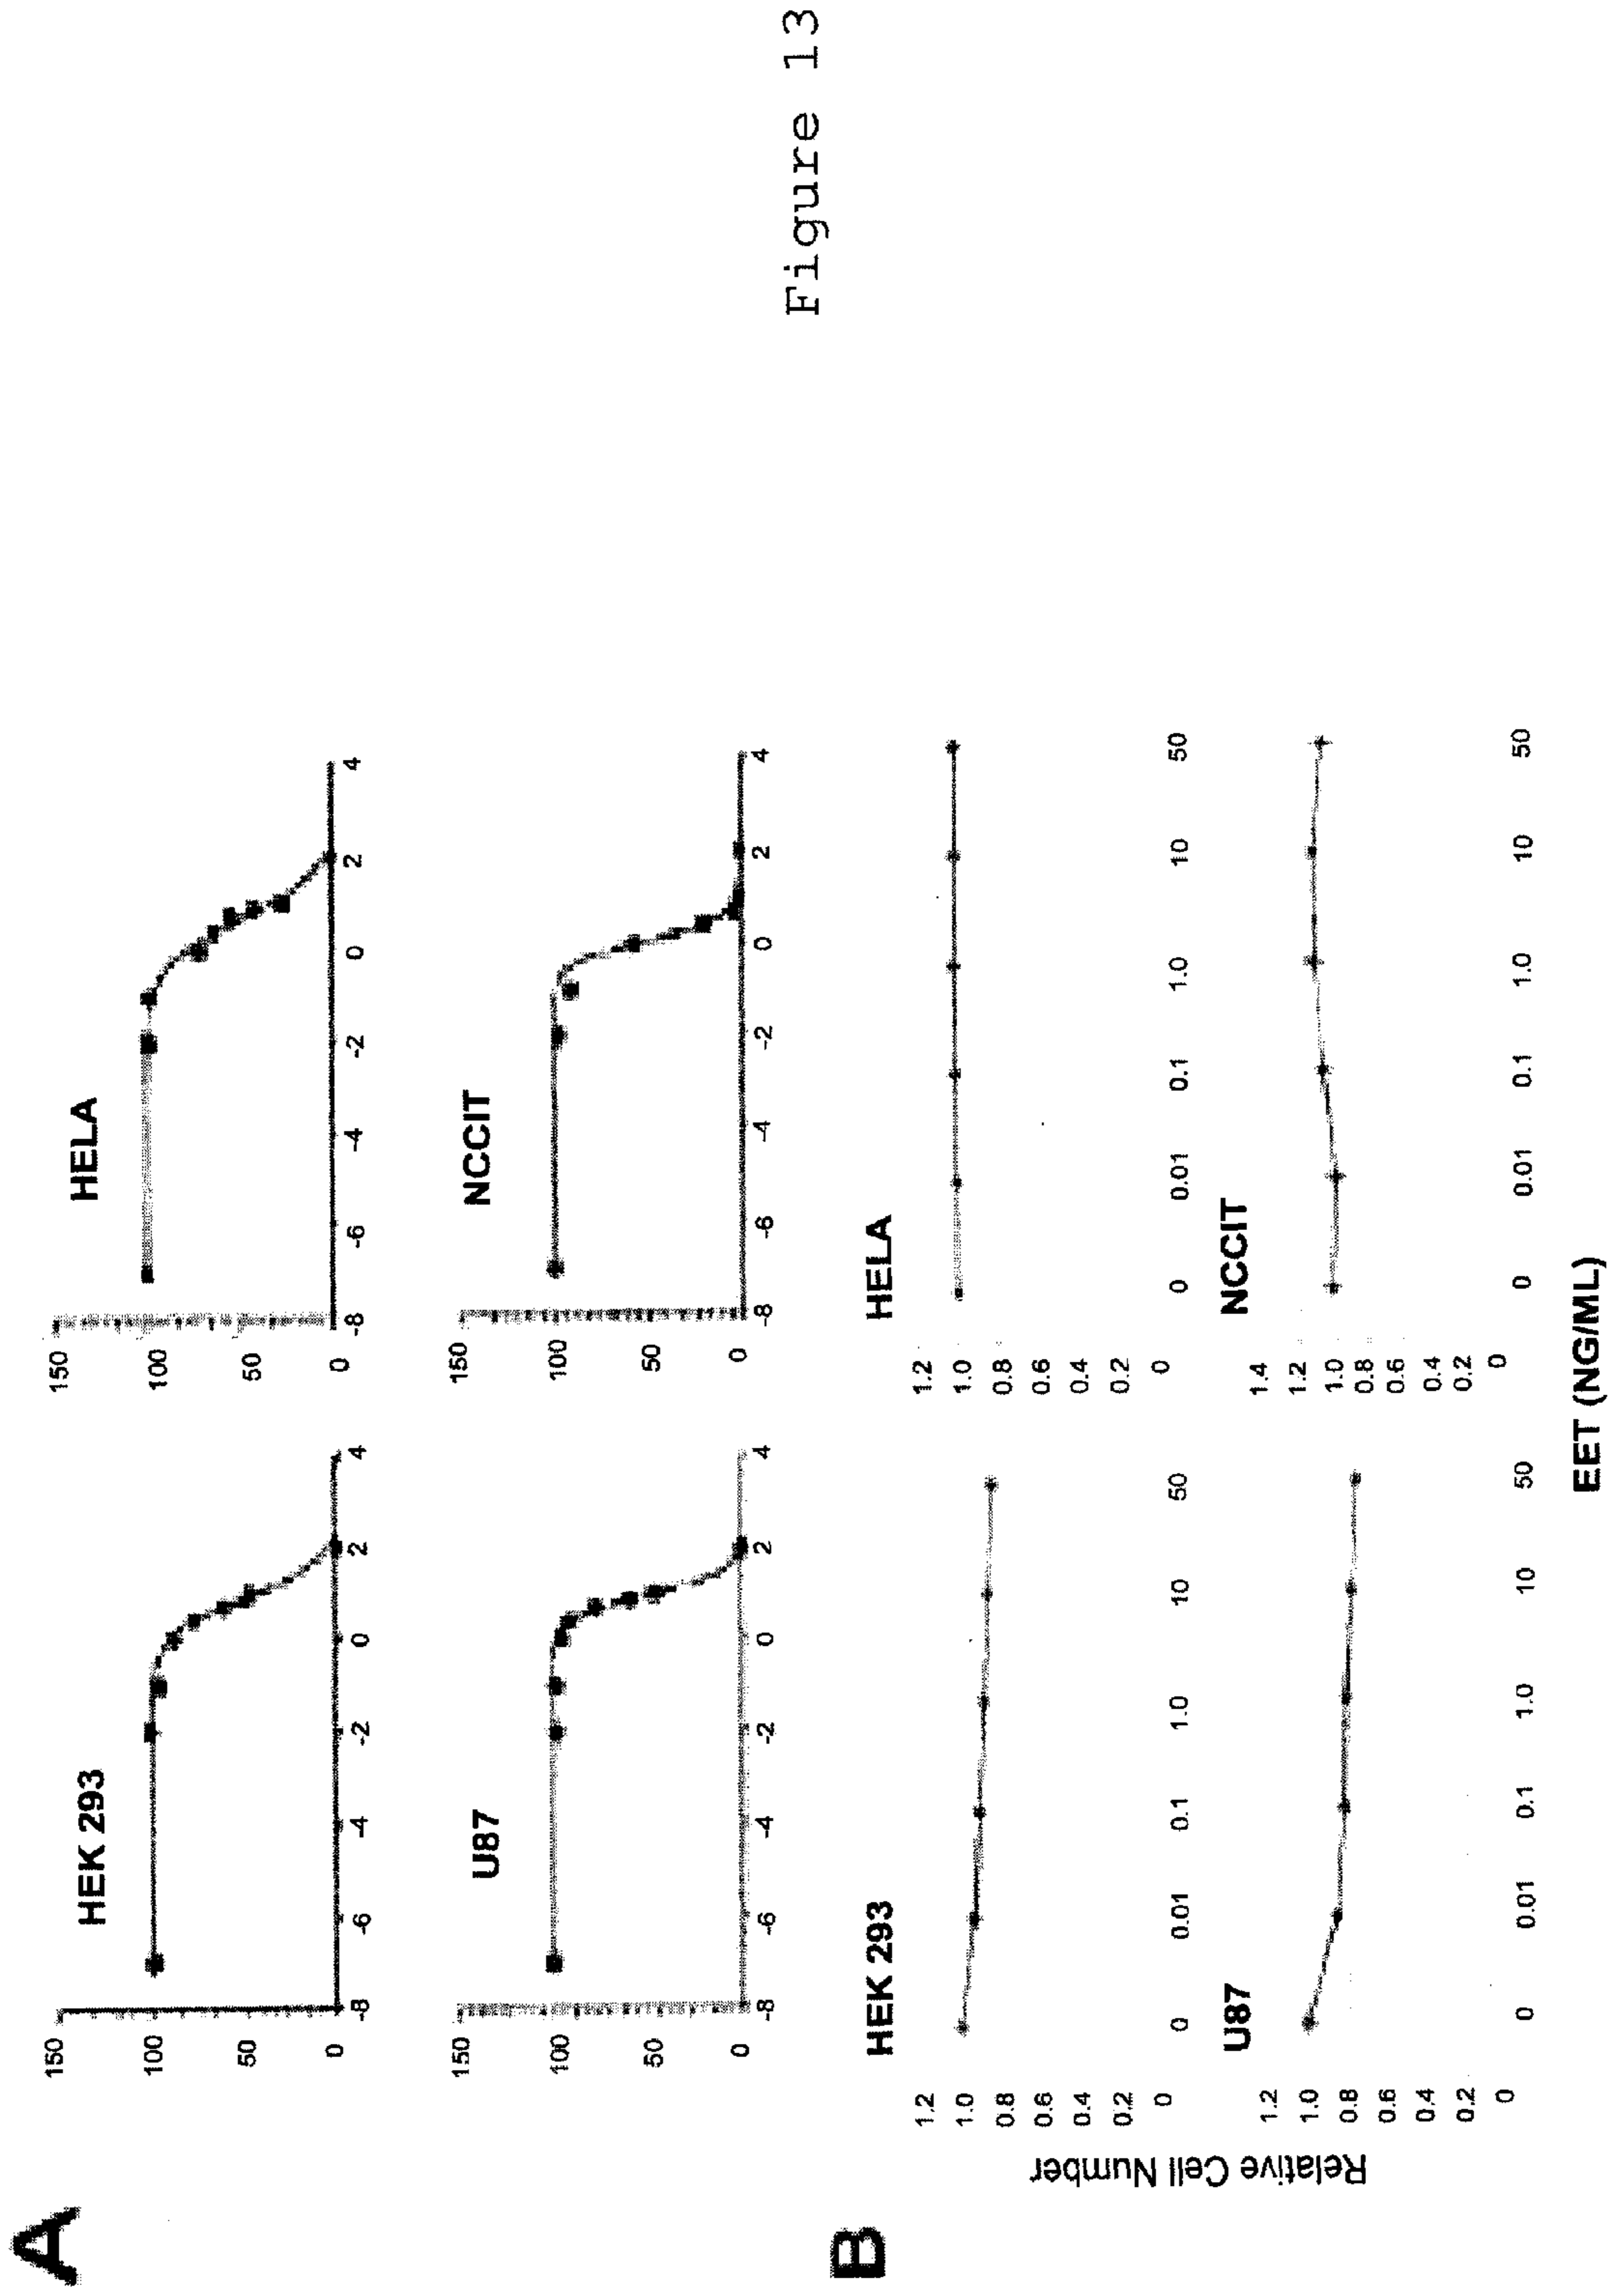 A
HEK 293
150
100
50
0
-8 -6 -4 -2 0 2 4
HELA
150
100
50
0
-8 -6 -4 -2 0 2 4
U87
150
100
50
0
-8 -6 -4 -2 0 2 4
NCCIT
150
100
50
0
-8 -6 -4 -2 0 2 4
B
Relative Cell Number
HEK 293
1.2
1.0
0.8
0.6
0.4
0.2
0
0 0.01 0.1 1.0 10 50
HELA
1.2
1.0
0.8
0.6
0.4
0.2
0
0 0.01 0.1 1.0 10 50
U87
1.2
1.0
0.8
0.6
0.4
0.2
0
0 0.01 0.1 1.0 10 50
NCCIT
1.4
1.2
1.0
0.8
0.6
0.4
0.2
0
0 0.01 0.1 1.0 10 50
EET (NG/ML)
Figure 13